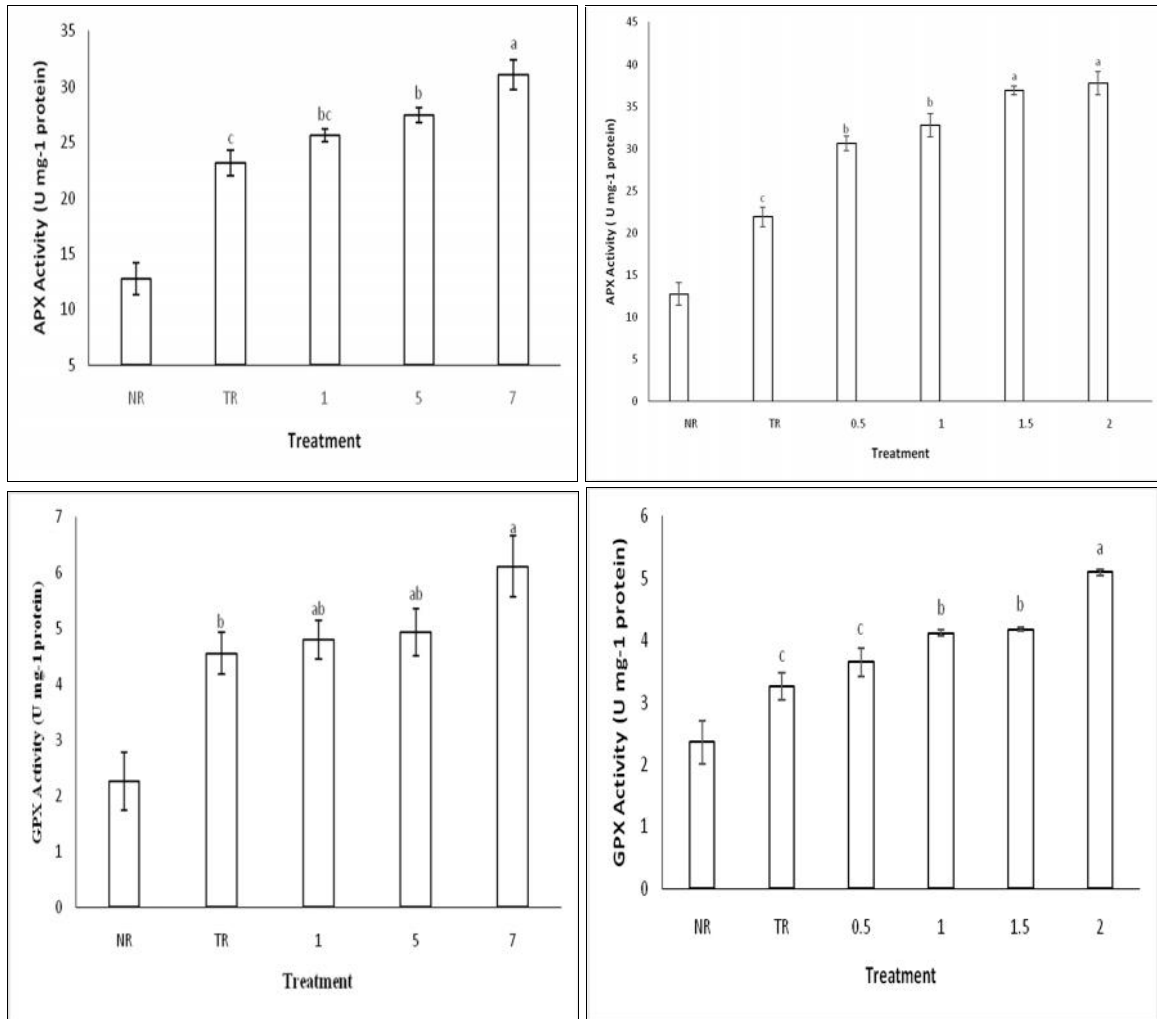 APX Activity (U mg-1 protein)
35
30
25
20
15
10
5
c
bc
b
a
NR TR 1 5 7
Treatment
APX Activity ( U mg-1 protein)
45
40
35
30
25
20
15
10
5
0
c
b
b
a
a
NR TR 0.5 1 1.5 2
Treatment
GPX Activity (U mg-1 protein)
7
6
5
4
3
2
1
0
b
ab
ab
a
NR TR 1 5 7
Treatment
GPX Activity (U mg-1 protein)
6
5
4
3
2
1
0
c
c
b
b
a
NR TR 0.5 1 1.5 2
Treatment